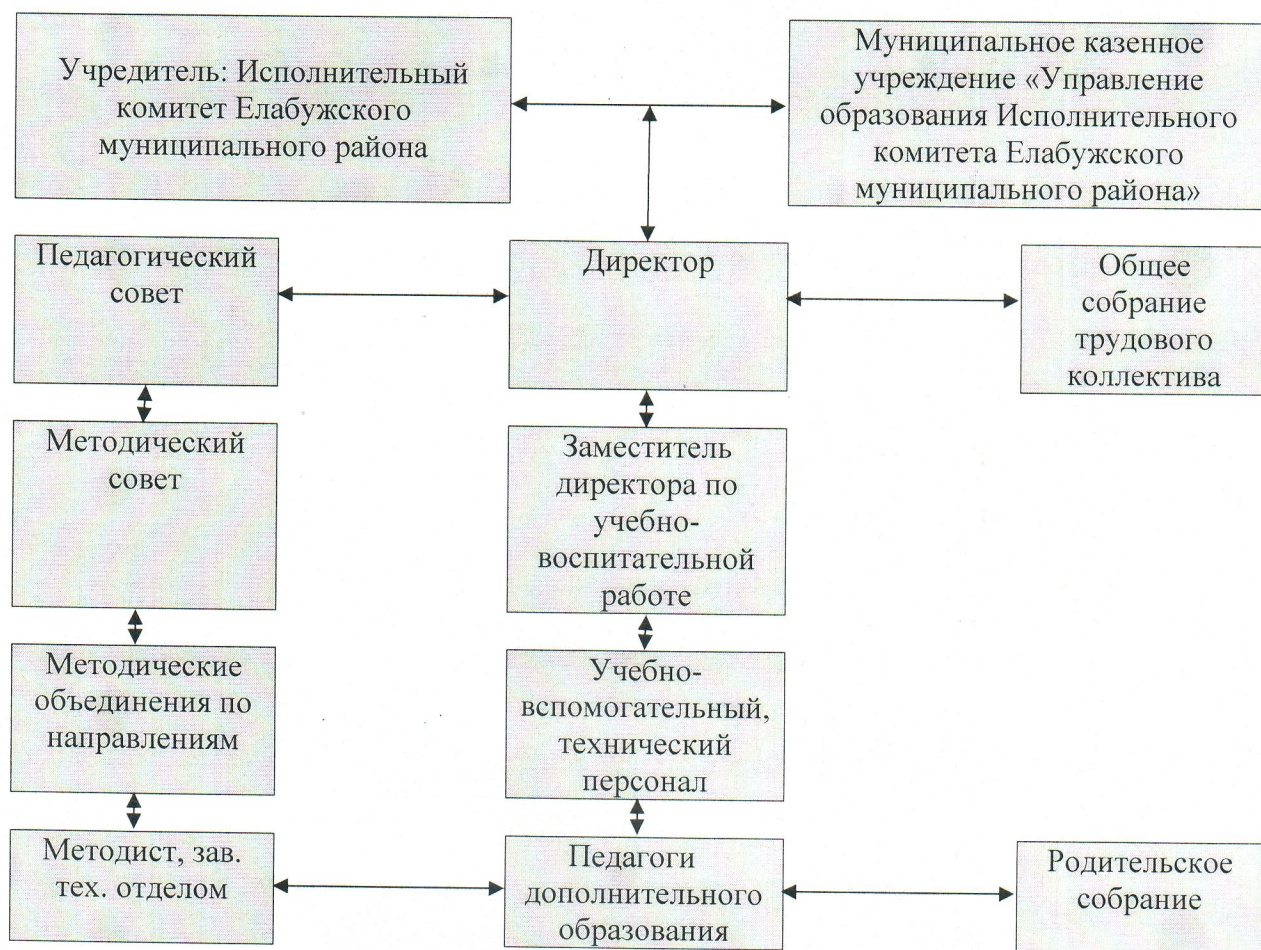 Учредитель: Исполнительный
комитет Елабужского
муниципального района
Муниципальное казенное
учреждение «Управление
образования Исполнительного
комитета Елабужского
муниципального района»
Педагогический
совет
Директор
Общее
собрание
трудового
коллектива
Методический
совет
Заместитель
директора по
учебно-
воспитательной
работе
Методические
объединения по
направлениям
Учебно-
вспомогательный,
технический
персонал
Методист, зав.
тех. отделом
Педагоги
дополнительного
образования
Родительское
собрание